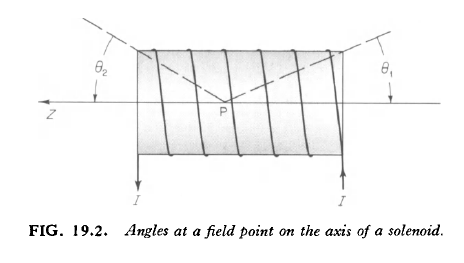 θ₂
θ₁
Z
P
I
I
FIG. 19.2. Angles at a field point on the axis of a solenoid.